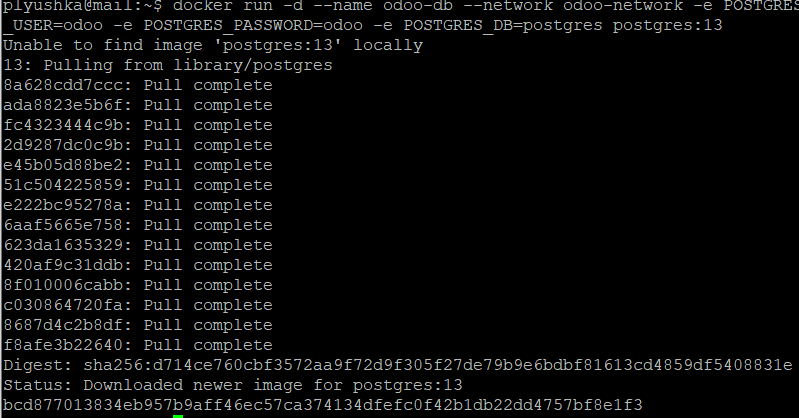 plyushka@mail:~$ docker run -d --name odoo-db --network odoo-network -e POSTGRES
_USER=odoo -e POSTGRES_PASSWORD=odoo -e POSTGRES_DB=postgres postgres:13
Unable to find image 'postgres:13' locally
13: Pulling from library/postgres
8a628cdd7ccc: Pull complete
ada8823e5b6f: Pull complete
fc4323444c9b: Pull complete
2d9287dc0c9b: Pull complete
e45b05d88be2: Pull complete
51c504225859: Pull complete
e222bc95278a: Pull complete
6aaf5665e758: Pull complete
623da1635329: Pull complete
420af9c31ddb: Pull complete
8f010006cabb: Pull complete
c030864720fa: Pull complete
8687d4c2b8df: Pull complete
f8afe3b22640: Pull complete
Digest: sha256:d714ce760cbf3572aa9f72d9f305f27de79b9e6bdbf81613cd4859df5408831e
Status: Downloaded newer image for postgres:13
bcd877013834eb957b9aff46ec57ca374134dfefc0f42b1db22dd4757bf8e1f3